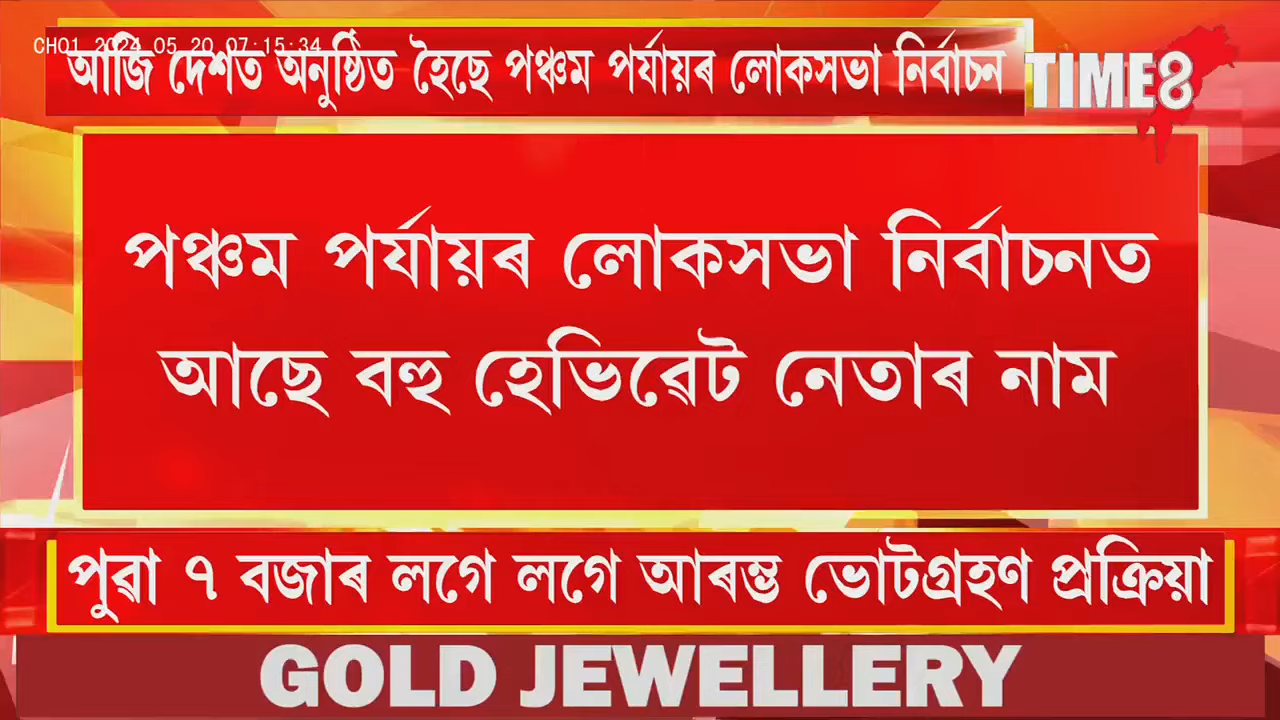 CH01 2024 05 20 07:15:34
আজি দেশত অনুষ্ঠিত হৈছে পঞ্চম পৰ্যায়ৰ লোকসভা নিৰ্বাচন
TIME8
পঞ্চম পৰ্যায়ৰ লোকসভা নিৰ্বাচনত
আছে বহু হেভিৱেট নেতাৰ নাম
পুৱা ৭ বজাৰ লগে লগে আৰম্ভ ভোটগ্ৰহণ প্ৰক্ৰিয়া
GOLD JEWELLERY